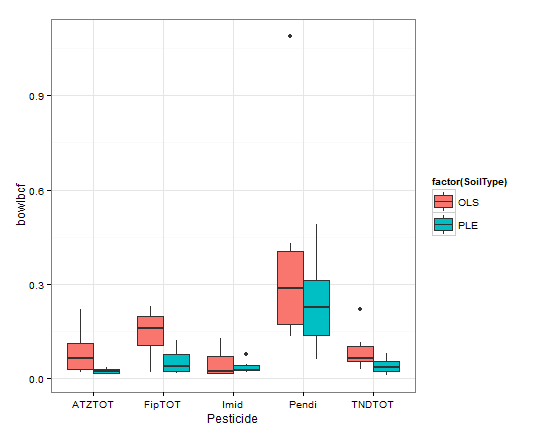 0.9
0.6
0.3
0.0
bowlbcf
ATZTOT FipTOT Imid Pendi TNDTOT
Pesticide
factor(SoilType)
OLS
PLE